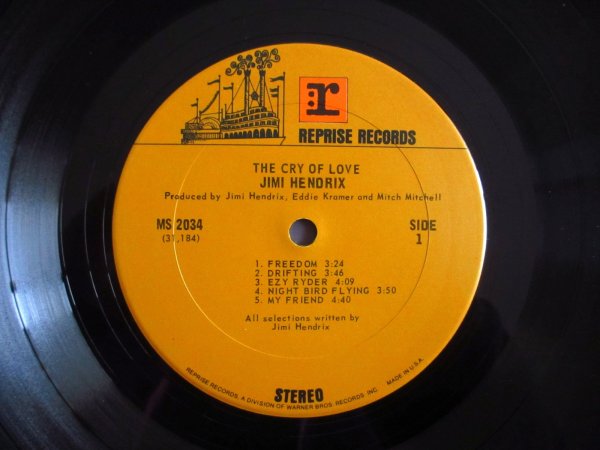 r
REPRISE RECORDS
THE CRY OF LOVE
JIMI HENDRIX
Produced by Jimi Hendrix, Eddie Kramer and Mitch Mitchell
MS 2034
(31,184)
SIDE
1
1. FREEDOM 3:24
2. DRIFTING 3:46
3. EZY RYDER 4:09
4. NIGHT BIRD FLYING 3:50
5. MY FRIEND 4:40
All selections written by
Jimi Hendrix
STEREO
REPRISE RECORDS, A DIVISION OF WARNER BROS. RECORDS, INC. MADE IN U.S.A.